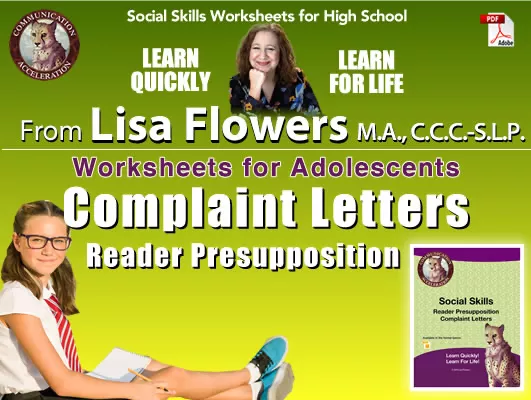 Social Skills Worksheets for High School
COMMUNICATION
ACCELERATION
PDF
Adobe
LEARN
QUICKLY
LEARN
FOR LIFE
From Lisa Flowers M.A., C.C.C.-S.L.P.
Worksheets for Adolescents
Complaint Letters
Reader Presupposition
Social Skills
Reader Presupposition
Complaint Letters
Learn Quickly!
Learn For Life!